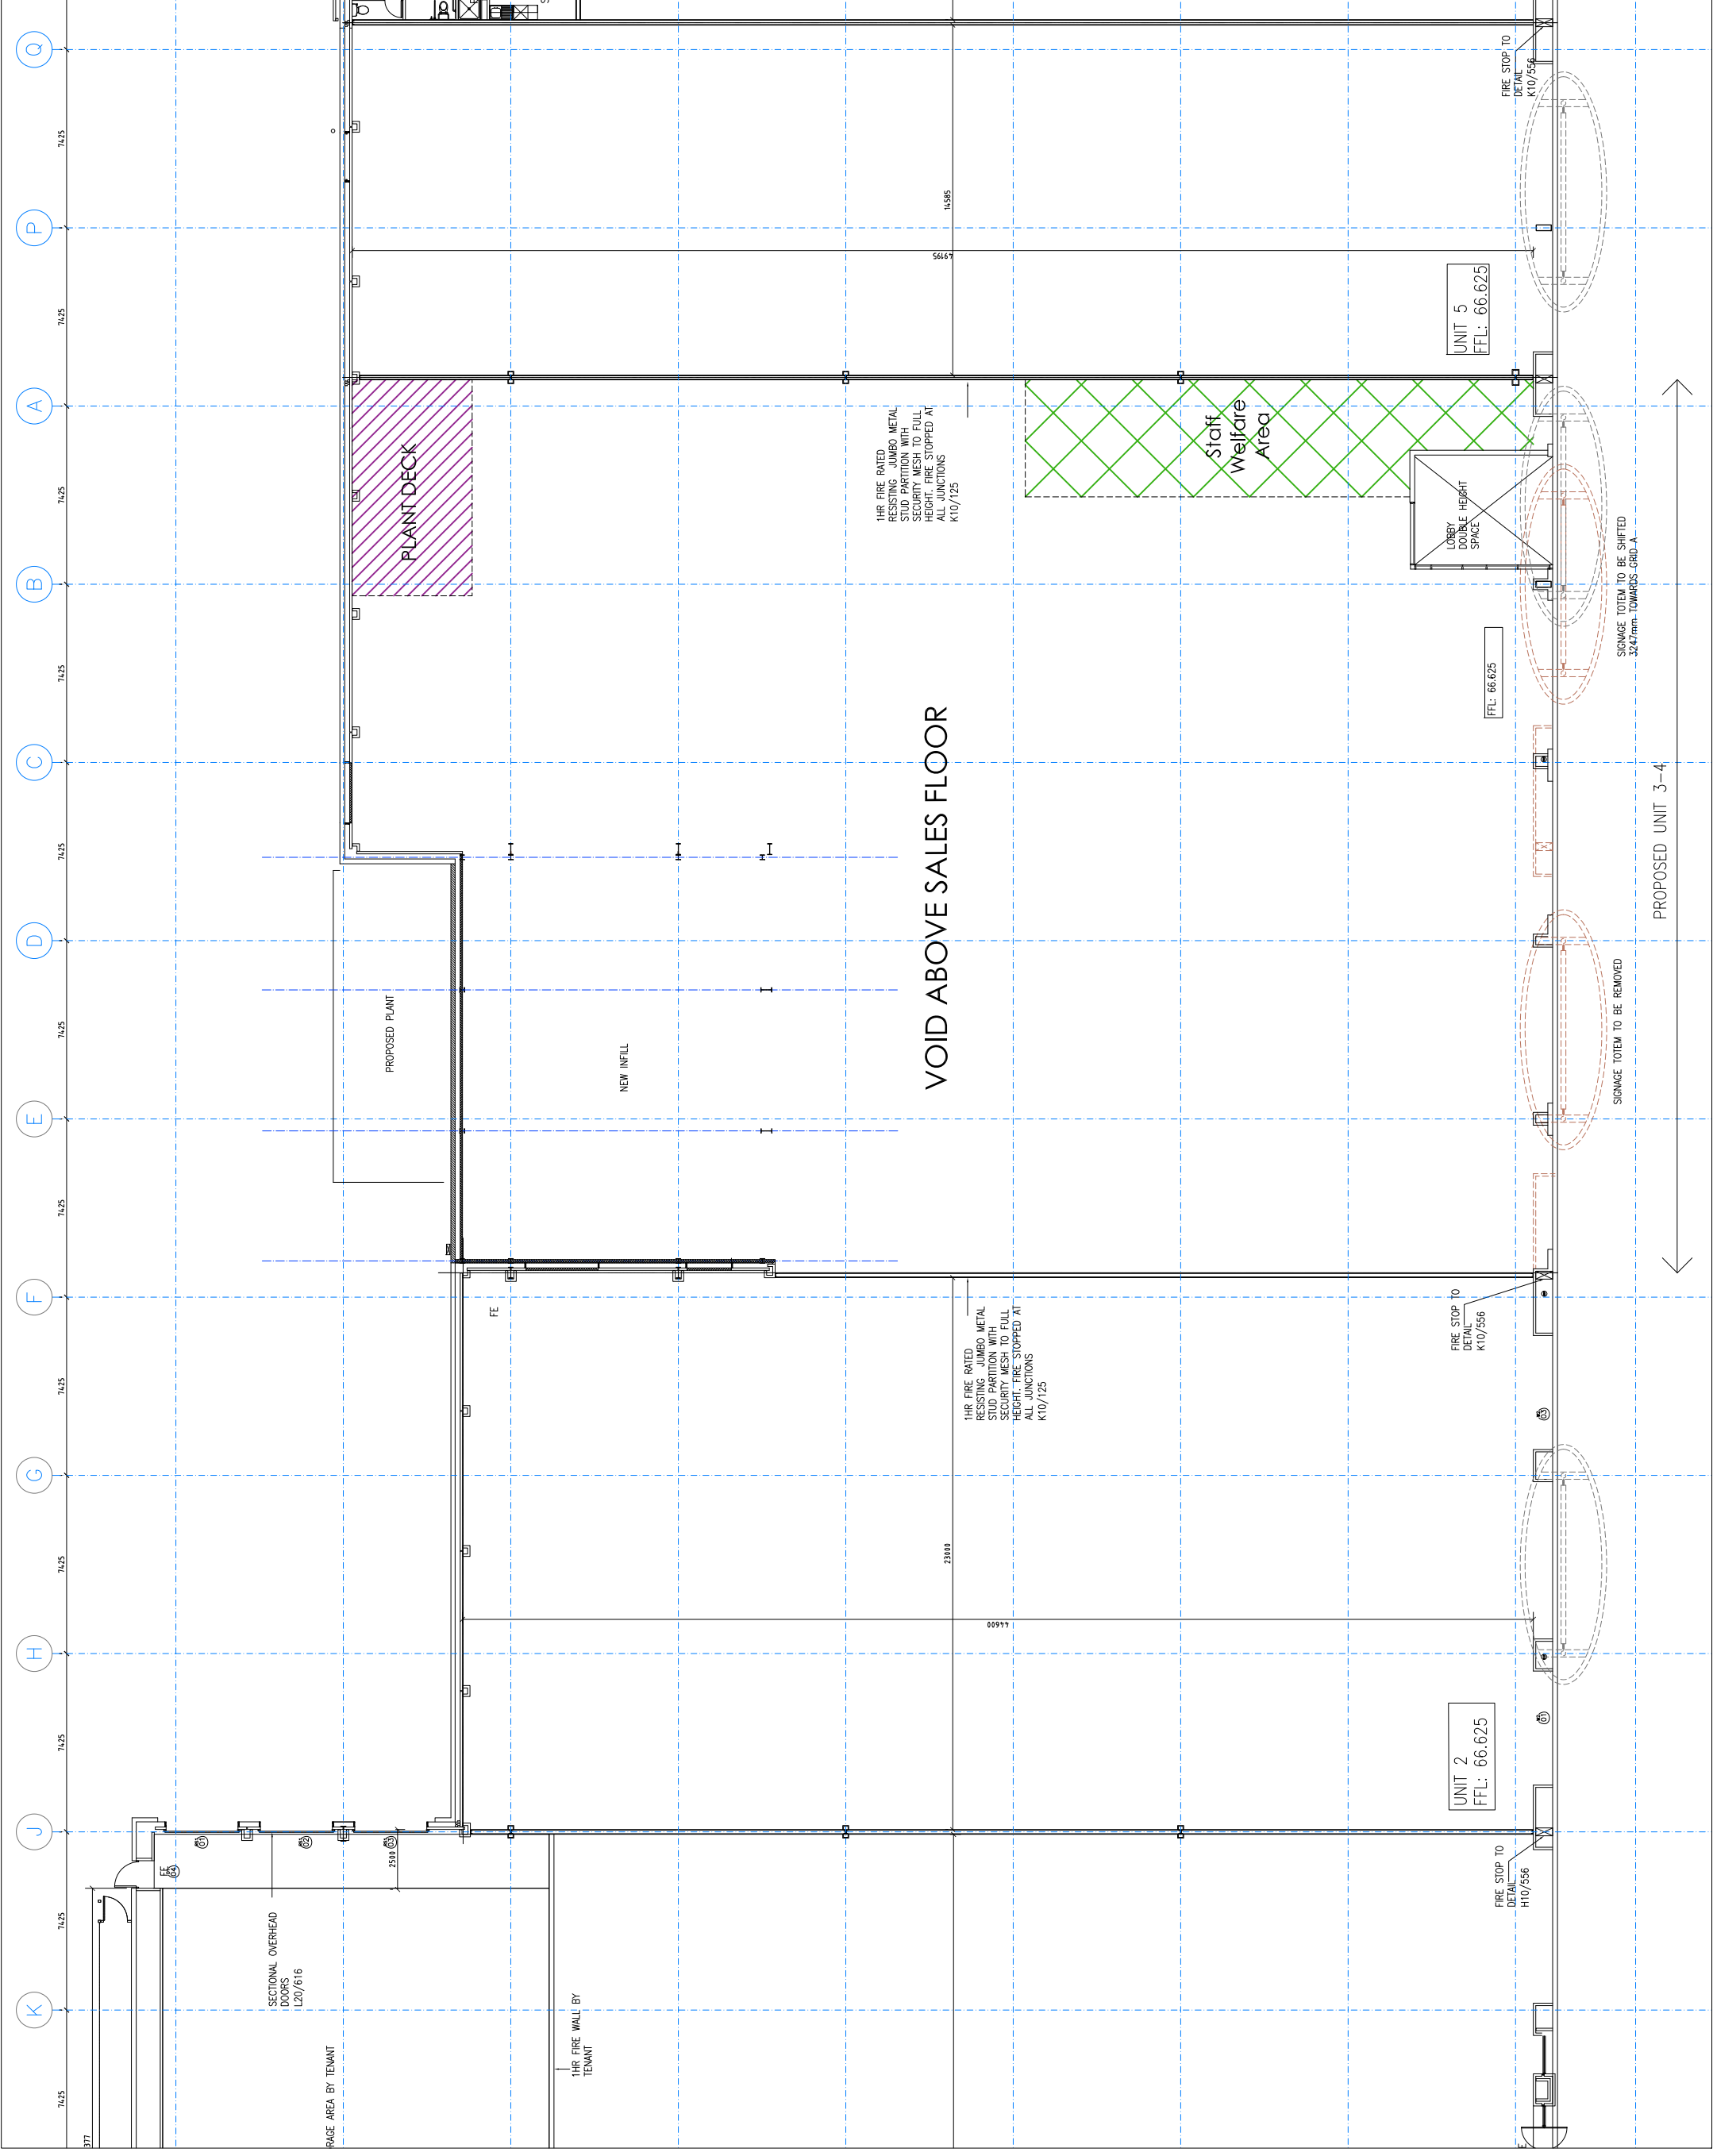 Q
P
A
B
C
D
E
F
G
H
J
K
7425
7425
7425
7425
7425
7425
7425
7425
7425
7425
7425
7425
14585
49195
FIRE STOP TO
DETAIL
K10/556
UNIT 5
FFL: 66.625
PLANT DECK
1HR FIRE RATED
RESISTING JUMBO METAL
STUD PARTITION WITH
SECURITY MESH TO FULL
HEIGHT. FIRE STOPPED AT
ALL JUNCTIONS
K10/125
Staff
Welfare
Area
LOBBY
DOUBLE HEIGHT
SPACE
SIGNAGE TOTEM TO BE SHIFTED
3247mm TOWARDS GRID A
FFL: 66.625
VOID ABOVE SALES FLOOR
PROPOSED UNIT 3-4
PROPOSED PLANT
NEW INFILL
SIGNAGE TOTEM TO BE REMOVED
FE
1HR FIRE RATED
RESISTING JUMBO METAL
STUD PARTITION WITH
SECURITY MESH TO FULL
HEIGHT. FIRE STOPPED AT
ALL JUNCTIONS
K10/125
FIRE STOP TO
DETAIL
K10/556
03
23000
44600
01
UNIT 2
FFL: 66.625
01
02
03
04
FE
2500
FIRE STOP TO
DETAIL
H10/556
SECTIONAL OVERHEAD
DOORS
L20/616
1HR FIRE WALL BY
TENANT
RAGE AREA BY TENANT
377